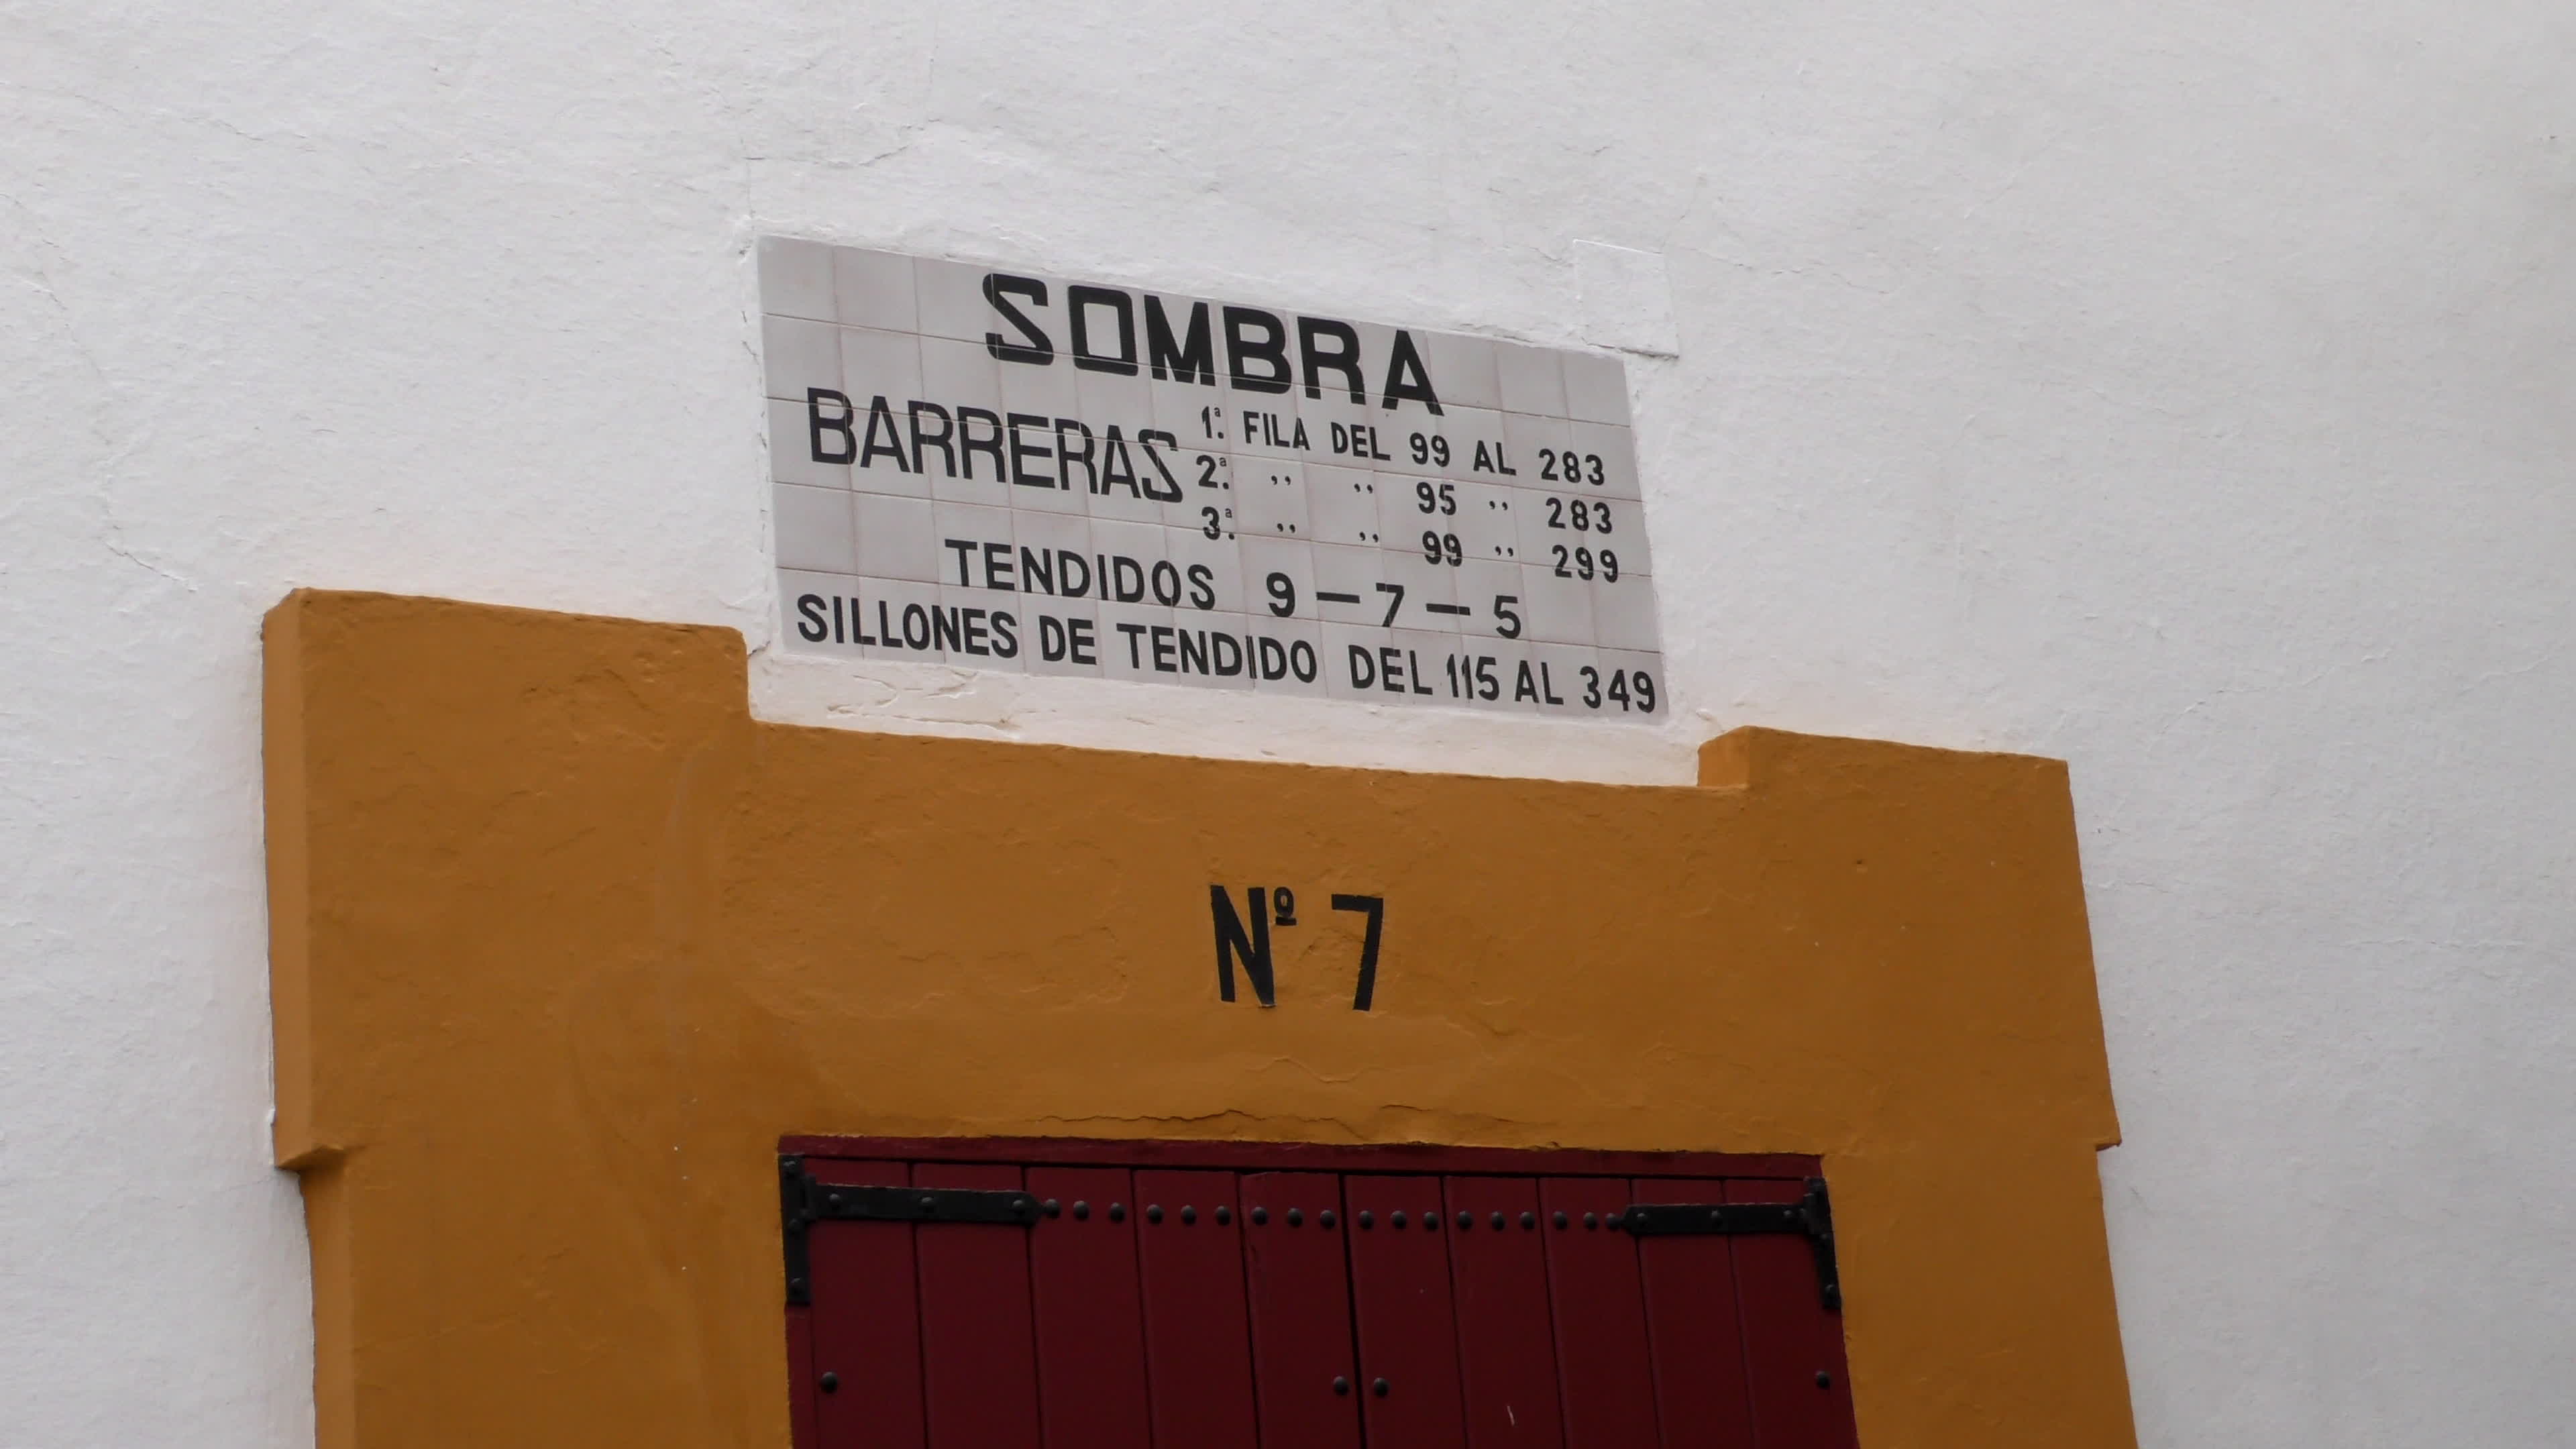 SOMBRA
BARRERAS 1.ª FILA DEL 99 AL 283
2.ª ,, ,, 95 ,, 283
3.ª ,, ,, 99 ,, 299
TENDIDOS 9 – 7 – 5
SILLONES DE TENDIDO DEL 115 AL 349
Nº 7